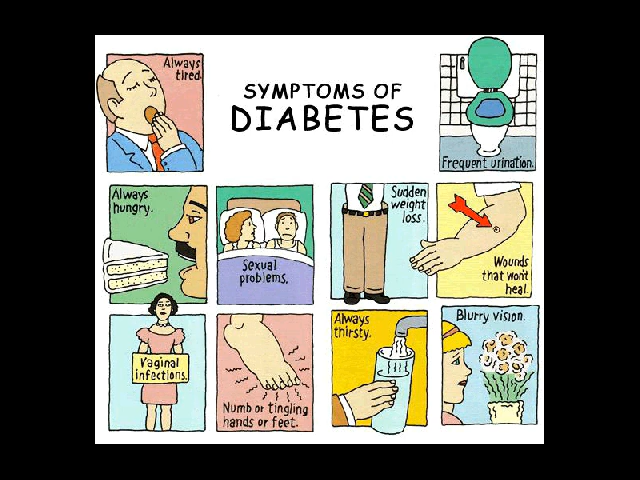 Always
tired.
SYMPTOMS OF
DIABETES
Frequent urination.
Always
hungry.
Sexual
problems.
Sudden
weight
loss.
Wounds
that won't
heal.
Vaginal
infections.
Numb or tingling
hands or feet.
Always
thirsty.
Blurry vision.